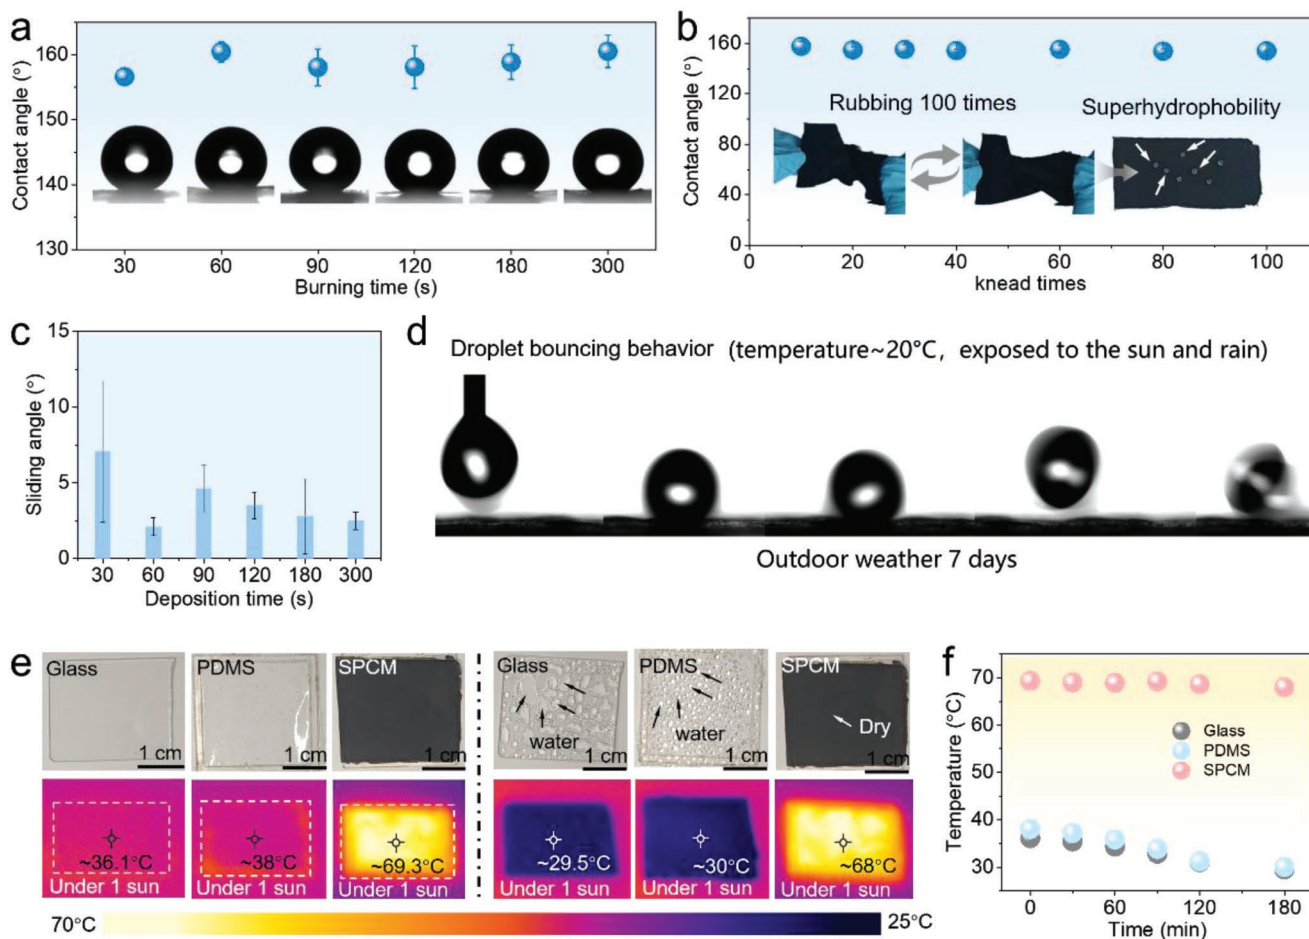 a
Contact angle (°)
160
150
140
130
30 60 90 120 180 300
Burning time (s)
b
Contact angle (°)
160
120
80
40
0
Rubbing 100 times
Superhydrophobility
0 20 40 60 80 100
knead times
c
Sliding angle (°)
15
10
5
0
30 60 90 120 180 300
Deposition time (s)
d
Droplet bouncing behavior (temperature~20°C, exposed to the sun and rain)
Outdoor weather 7 days
e
Glass PDMS SPCM Glass PDMS SPCM
water water Dry
1 cm 1 cm 1 cm 1 cm 1 cm 1 cm
~36.1°C ~38°C ~69.3°C ~29.5°C ~30°C ~68°C
Under 1 sun Under 1 sun Under 1 sun Under 1 sun Under 1 sun Under 1 sun
70°C 25°C
f
Temperature (°C)
70
60
50
40
30
Glass
PDMS
SPCM
0 60 120 180
Time (min)